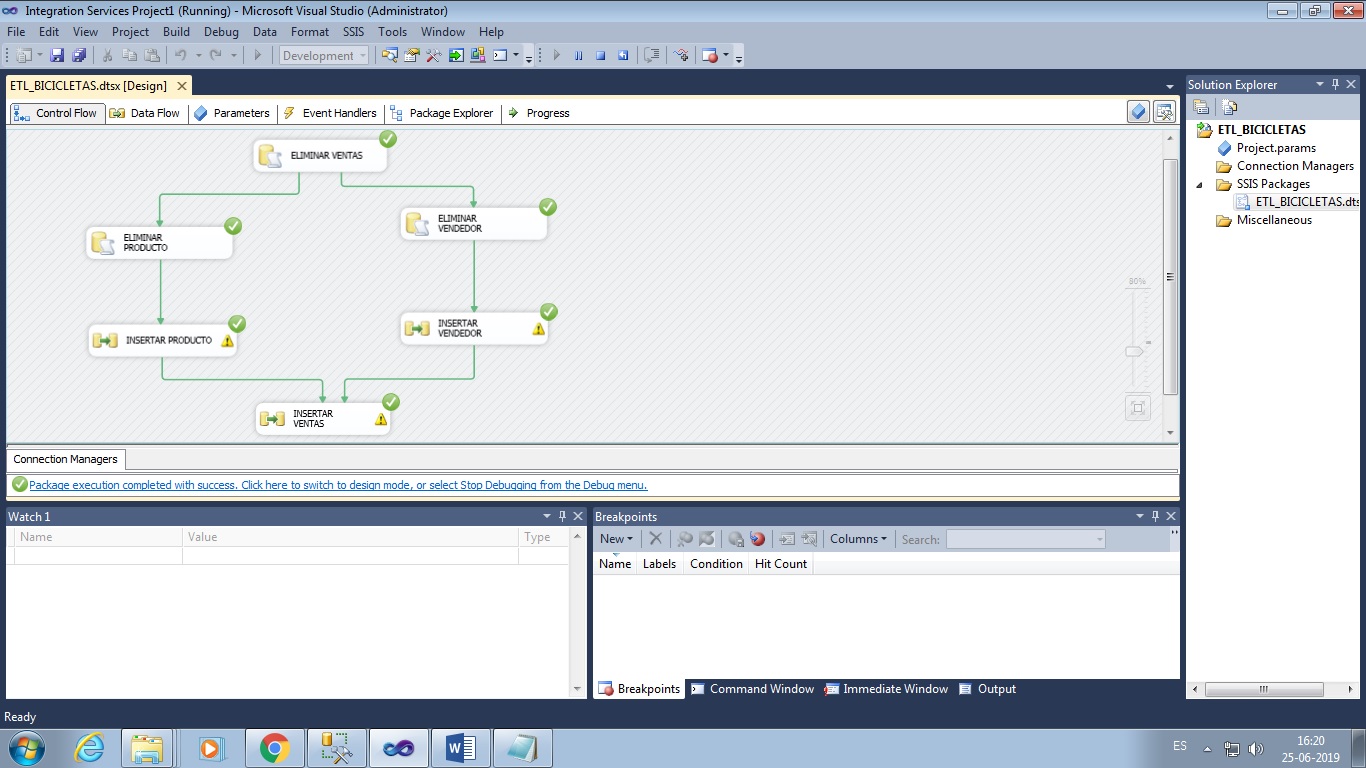 Integration Services Project1 (Running) - Microsoft Visual Studio (Administrator)
File Edit View Project Build Debug Data Format SSIS Tools Window Help
Development
ETL_BICICLETAS.dtsx [Design]
Control Flow Data Flow Parameters Event Handlers Package Explorer Progress
ELIMINAR VENTAS
ELIMINAR
PRODUCTO
ELIMINAR
VENDEDOR
INSERTAR PRODUCTO
INSERTAR
VENDEDOR
INSERTAR
VENTAS
80%
Connection Managers
Package execution completed with success. Click here to switch to design mode, or select Stop Debugging from the Debug menu.
Watch 1
Name Value Type
Breakpoints
New Columns Search:
Name Labels Condition Hit Count
Breakpoints Command Window Immediate Window Output
Solution Explorer
ETL_BICICLETAS
Project.params
Connection Managers
SSIS Packages
ETL_BICICLETAS.dts
Miscellaneous
Ready
ES
16:20
25-06-2019